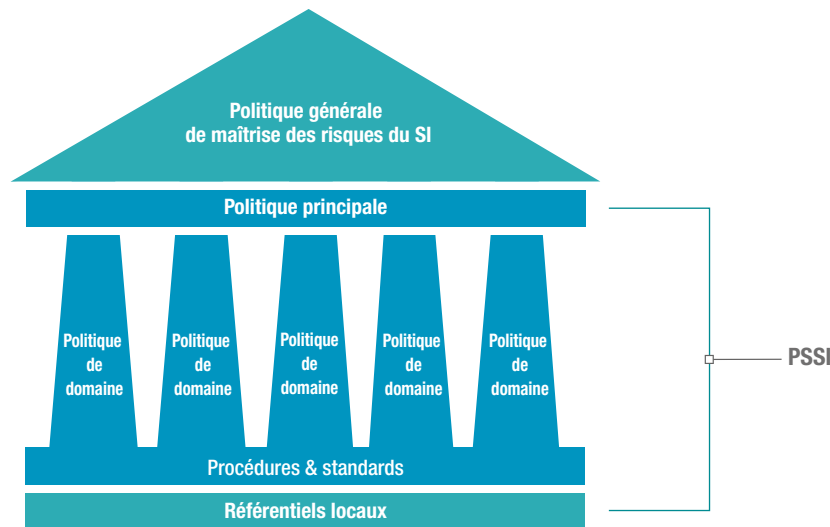 Politique générale
de maîtrise des risques du SI
Politique principale
Politique
de
domaine
Politique
de
domaine
Politique
de
domaine
Politique
de
domaine
Politique
de
domaine
PSSI
Procédures & standards
Référentiels locaux